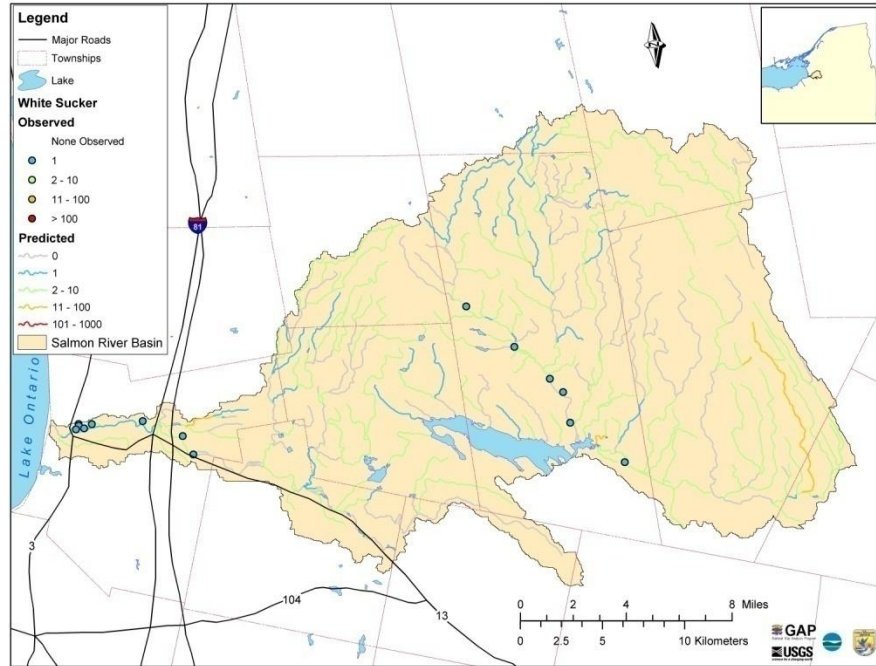 Legend
Major Roads
Townships
Lake
White Sucker
Observed
None Observed
1
2 - 10
11 - 100
> 100
Predicted
0
1
2 - 10
11 - 100
101 - 1000
Salmon River Basin
81
Lake Ontario
3
104
13
0 2 4 8 Miles
0 2.5 5 10 Kilometers
GAP
USGS